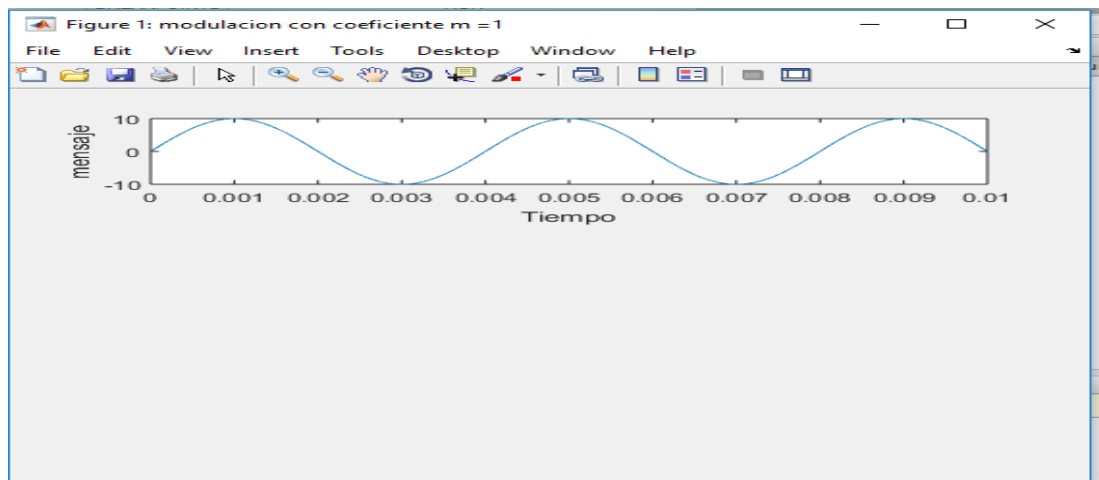 Figure 1: modulacion con coeficiente m =1
File Edit View Insert Tools Desktop Window Help
mensaje
10
0
-10
0 0.001 0.002 0.003 0.004 0.005 0.006 0.007 0.008 0.009 0.01
Tiempo